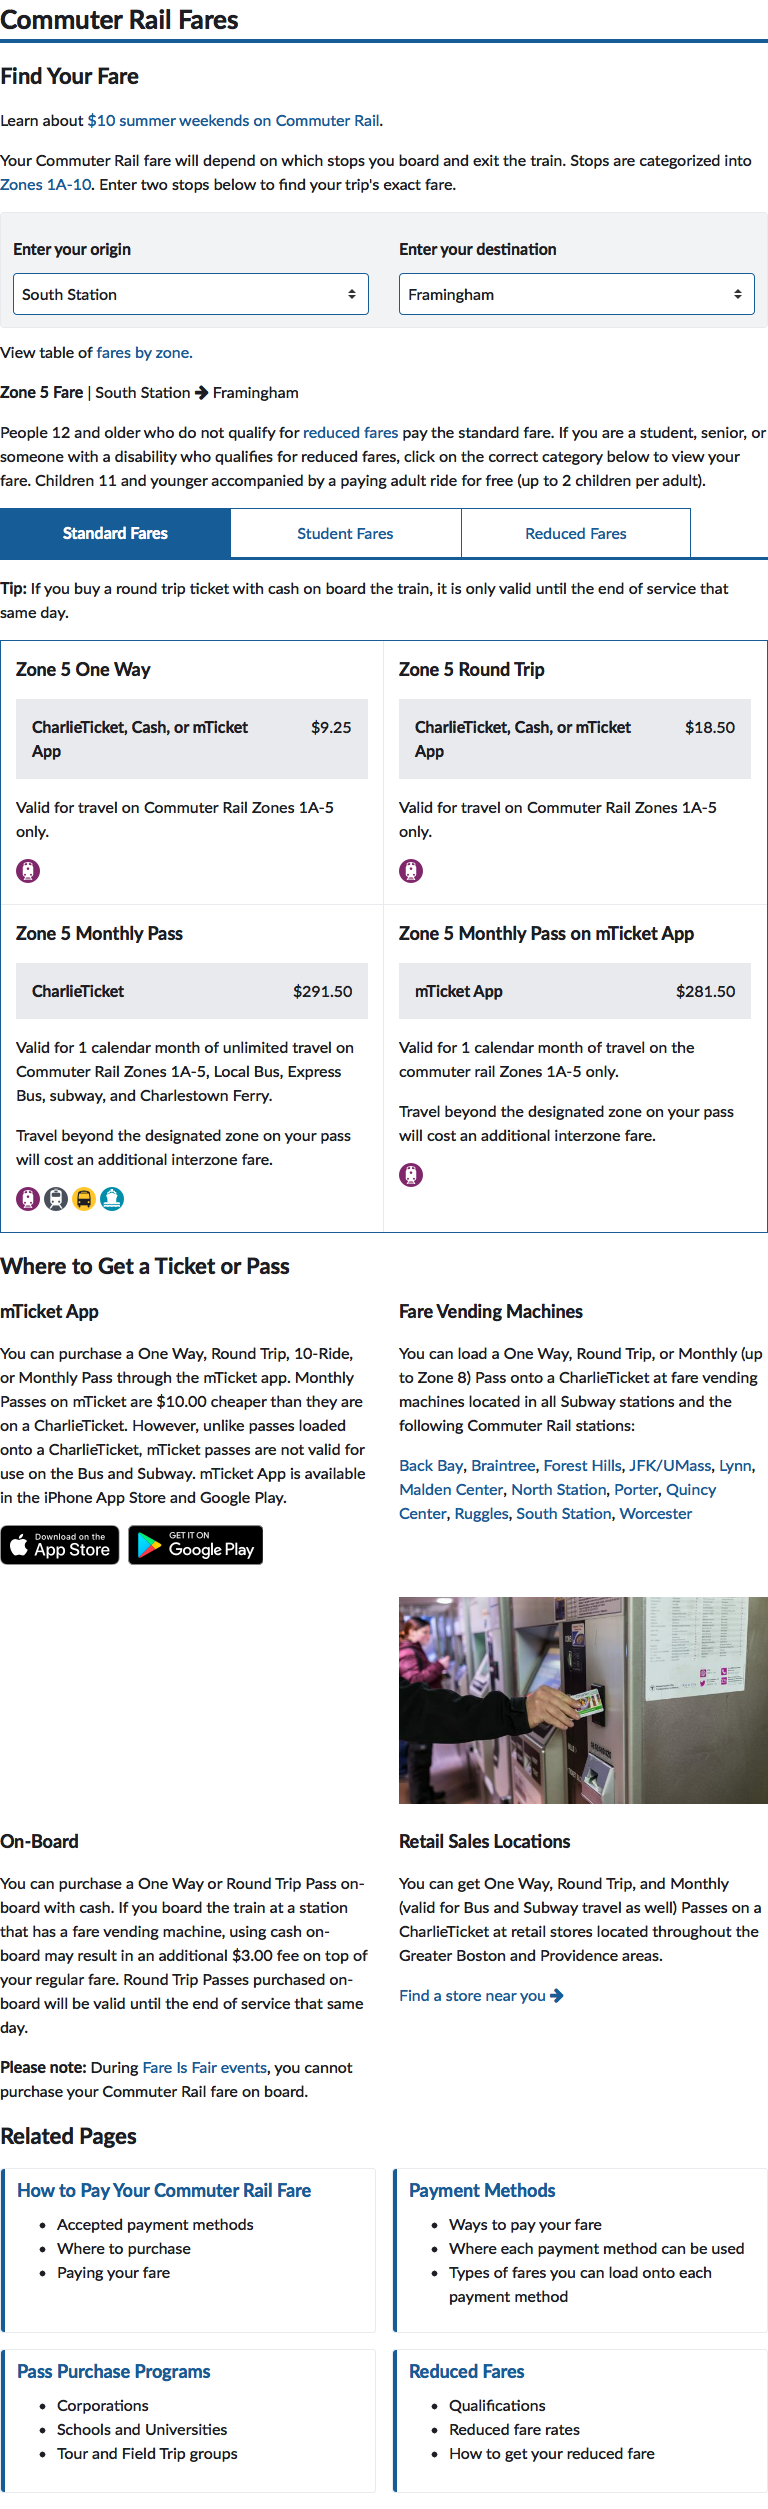 Commuter Rail Fares
Find Your Fare
Learn about $10 summer weekends on Commuter Rail.
Your Commuter Rail fare will depend on which stops you board and exit the train. Stops are categorized into
Zones 1A-10. Enter two stops below to find your trip's exact fare.
Enter your origin
South Station
Enter your destination
Framingham
View table of fares by zone.
Zone 5 Fare | South Station → Framingham
People 12 and older who do not qualify for reduced fares pay the standard fare. If you are a student, senior, or
someone with a disability who qualifies for reduced fares, click on the correct category below to view your
fare. Children 11 and younger accompanied by a paying adult ride for free (up to 2 children per adult).
Standard Fares
Student Fares
Reduced Fares
Tip: If you buy a round trip ticket with cash on board the train, it is only valid until the end of service that
same day.
Zone 5 One Way
CharlieTicket, Cash, or mTicket $9.25
App
Valid for travel on Commuter Rail Zones 1A-5
only.
Zone 5 Round Trip
CharlieTicket, Cash, or mTicket $18.50
App
Valid for travel on Commuter Rail Zones 1A-5
only.
Zone 5 Monthly Pass
CharlieTicket $291.50
Valid for 1 calendar month of unlimited travel on
Commuter Rail Zones 1A-5, Local Bus, Express
Bus, subway, and Charlestown Ferry.
Travel beyond the designated zone on your pass
will cost an additional interzone fare.
Zone 5 Monthly Pass on mTicket App
mTicket App $281.50
Valid for 1 calendar month of travel on the
commuter rail Zones 1A-5 only.
Travel beyond the designated zone on your pass
will cost an additional interzone fare.
Where to Get a Ticket or Pass
mTicket App
You can purchase a One Way, Round Trip, 10-Ride,
or Monthly Pass through the mTicket app. Monthly
Passes on mTicket are $10.00 cheaper than they are
on a CharlieTicket. However, unlike passes loaded
onto a CharlieTicket, mTicket passes are not valid for
use on the Bus and Subway. mTicket App is available
in the iPhone App Store and Google Play.
Download on the
App Store
GET IT ON
Google Play
Fare Vending Machines
You can load a One Way, Round Trip, or Monthly (up
to Zone 8) Pass onto a CharlieTicket at fare vending
machines located in all Subway stations and the
following Commuter Rail stations:
Back Bay, Braintree, Forest Hills, JFK/UMass, Lynn,
Malden Center, North Station, Porter, Quincy
Center, Ruggles, South Station, Worcester
On-Board
You can purchase a One Way or Round Trip Pass on-
board with cash. If you board the train at a station
that has a fare vending machine, using cash on-
board may result in an additional $3.00 fee on top of
your regular fare. Round Trip Passes purchased on-
board will be valid until the end of service that same
day.
Please note: During Fare Is Fair events, you cannot
purchase your Commuter Rail fare on board.
Retail Sales Locations
You can get One Way, Round Trip, and Monthly
(valid for Bus and Subway travel as well) Passes on a
CharlieTicket at retail stores located throughout the
Greater Boston and Providence areas.
Find a store near you →
Related Pages
How to Pay Your Commuter Rail Fare
• Accepted payment methods
• Where to purchase
• Paying your fare
Payment Methods
• Ways to pay your fare
• Where each payment method can be used
• Types of fares you can load onto each
payment method
Pass Purchase Programs
• Corporations
• Schools and Universities
• Tour and Field Trip groups
Reduced Fares
• Qualifications
• Reduced fare rates
• How to get your reduced fare